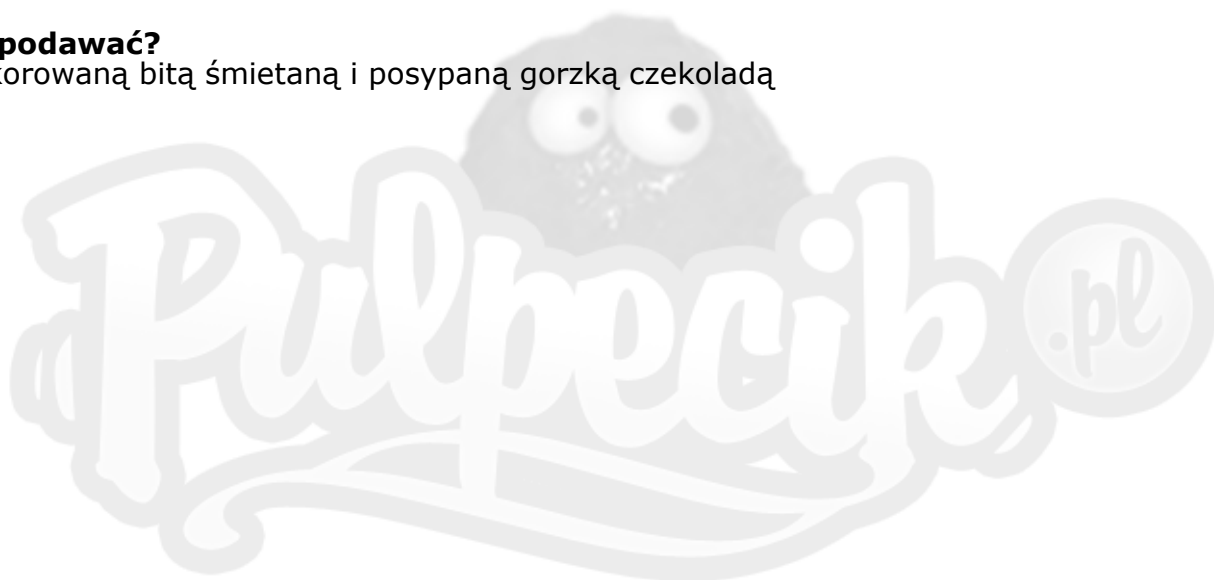 podawać?
korowaną bitą śmietaną i posypaną gorzką czekoladą
Pulpecik .pl